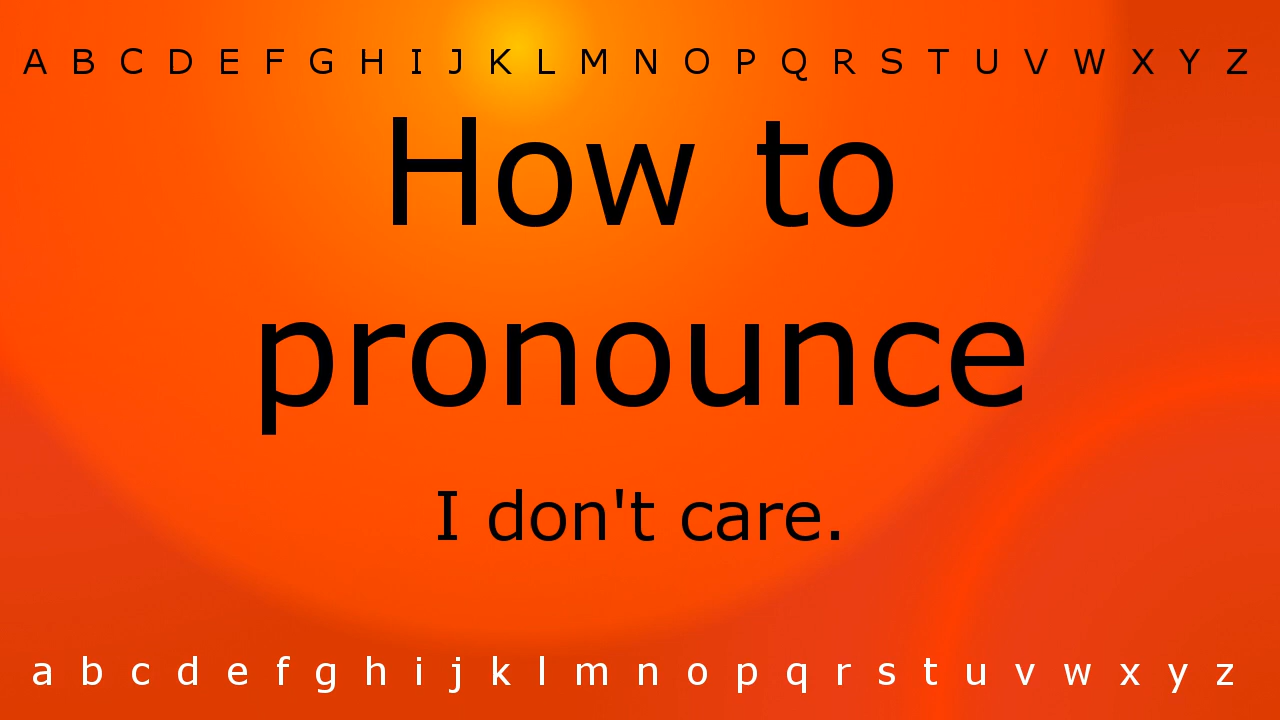 A B C D E F G H I J K L M N O P Q R S T U V W X Y Z
How to
pronounce
I don't care.
a b c d e f g h i j k l m n o p q r s t u v w x y z